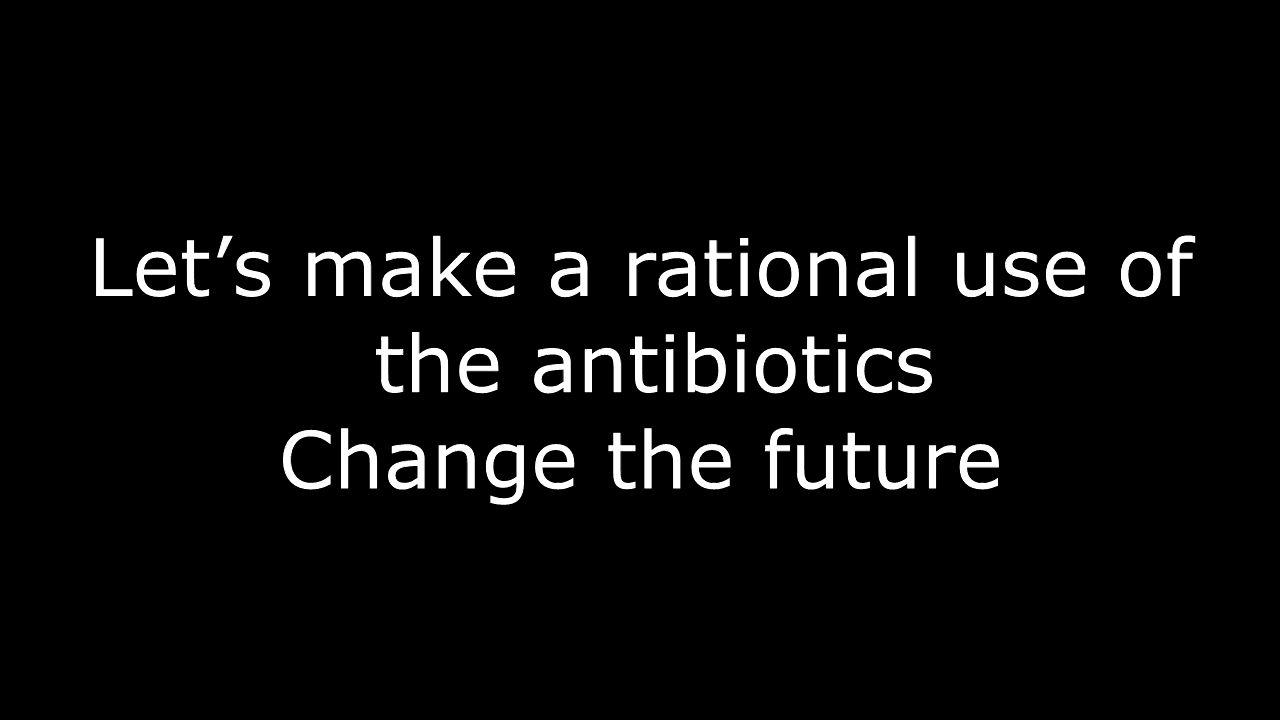 Let’s make a rational use of
the antibiotics
Change the future